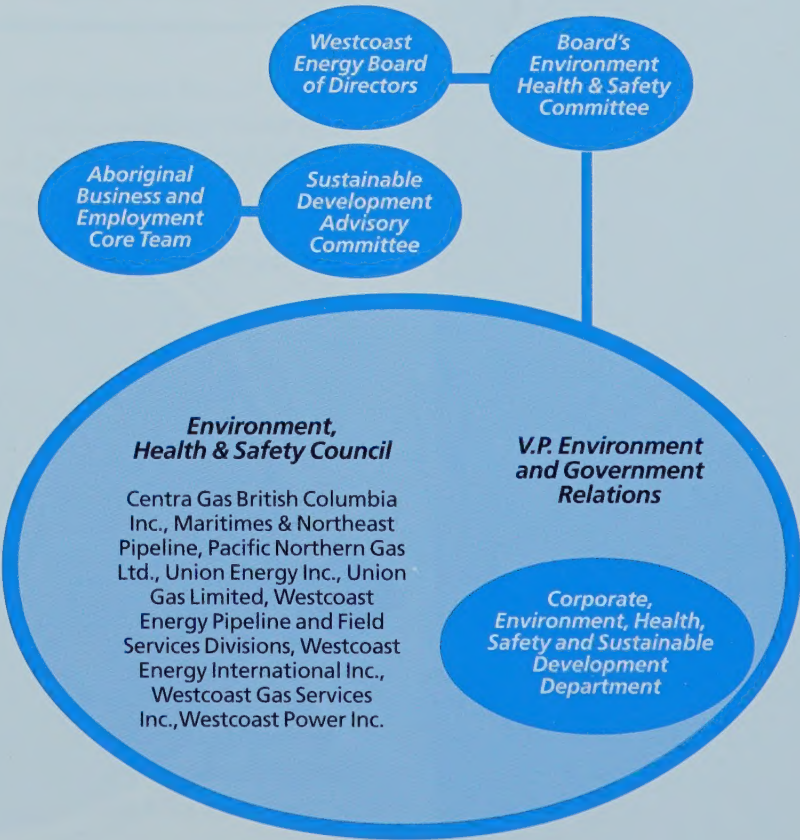 Westcoast
Energy Board
of Directors
Board's
Environment
Health & Safety
Committee
Aboriginal
Business and
Employment
Core Team
Sustainable
Development
Advisory
Committee
Environment,
Health & Safety Council
Centra Gas British Columbia
Inc., Maritimes & Northeast
Pipeline, Pacific Northern Gas
Ltd., Union Energy Inc., Union
Gas Limited, Westcoast
Energy Pipeline and Field
Services Divisions, Westcoast
Energy International Inc.,
Westcoast Gas Services
Inc.,Westcoast Power Inc.
V.P. Environment
and Government
Relations
Corporate,
Environment, Health,
Safety and Sustainable
Development
Department